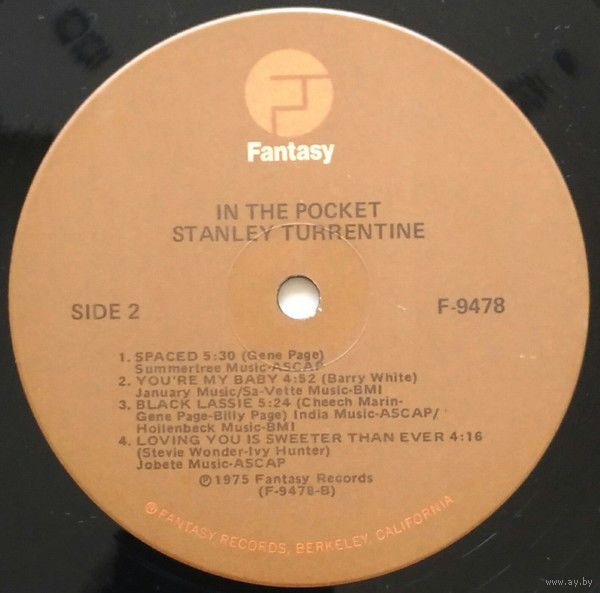 Fantasy
IN THE POCKET
STANLEY TURRENTINE
SIDE 2
F-9478
1. SPACED 5:30 (Gene Page)
Summertree Music-ASCAP
2. YOU'RE MY BABY 4:52 (Barry White)
January Music/Sa-Vette Music-BMI
3. BLACK LASSIE 5:24 (Cheech Marin-
Gene Page-Billy Page) India Music-ASCAP/
Hollenbeck Music-BMI
4. LOVING YOU IS SWEETER THAN EVER 4:16
(Stevie Wonder-Ivy Hunter)
Jobete Music-ASCAP
℗ 1975 Fantasy Records
(F-9478-B)
® FANTASY RECORDS, BERKELEY, CALIFORNIA
www.ay.by